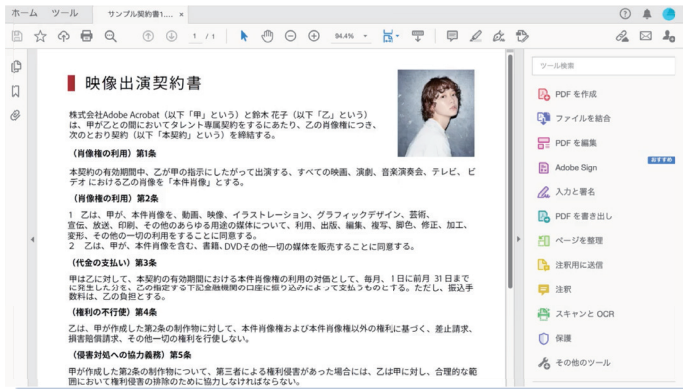 ホーム ツール サンプル契約書1.... ×
1 / 1 94.4%
ツール検索
映像出演契約書
株式会社Adobe Acrobat（以下「甲」という）と鈴木 花子（以下「乙」という）
は、甲が乙との間においてタレント専属契約をするにあたり、乙の肖像権につき、
次のとおり契約（以下「本契約」という）を締結する。
（肖像権の利用）第1条
本契約の有効期間中、乙が甲の指示にしたがって出演する、すべての映画、演劇、音楽演奏会、テレビ、ビ
デオ における乙の肖像を「本件肖像」とする。
（肖像権の利用）第2条
1 乙は、甲が、本件肖像を、動画、映像、イラストレーション、グラフィックデザイン、芸術、
宣伝、放送、印刷、その他のあらゆる用途の媒体について、利用、出版、編集、複写、脚色、修正、加工、
変形、その他の一切の利用をすることに同意する。
2 乙は、甲が、本件肖像を含む、書籍、DVDその他一切の媒体を販売することに同意する。
（代金の支払い）第3条
甲は乙に対して、本契約の有効期間における本件肖像権の利用の対価として、毎月、1日に前月 31 日まで
に発生した分を、乙の指定する下記金融機関の口座に振り込みによって支払うものとする。ただし、振込手
数料は、乙の負担とする。
（権利の不行使）第4条
乙は、甲が作成した第2条の制作物に対して、本件肖像権および本件肖像権以外の権利に基づく、差止請求、
損害賠償請求、その他一切の権利を行使しない。
（侵害対処への協力義務）第5条
甲が作成した第2条の制作物について、第三者による権利侵害があった場合には、乙は甲に対し、合理的な範
囲において権利侵害の排除のために協力しなければならない。
PDF を作成
ファイルを結合
PDF を編集
おすすめ
Adobe Sign
入力と署名
PDF を書き出し
ページを整理
注釈用に送信
注釈
スキャンと OCR
保護
その他のツール